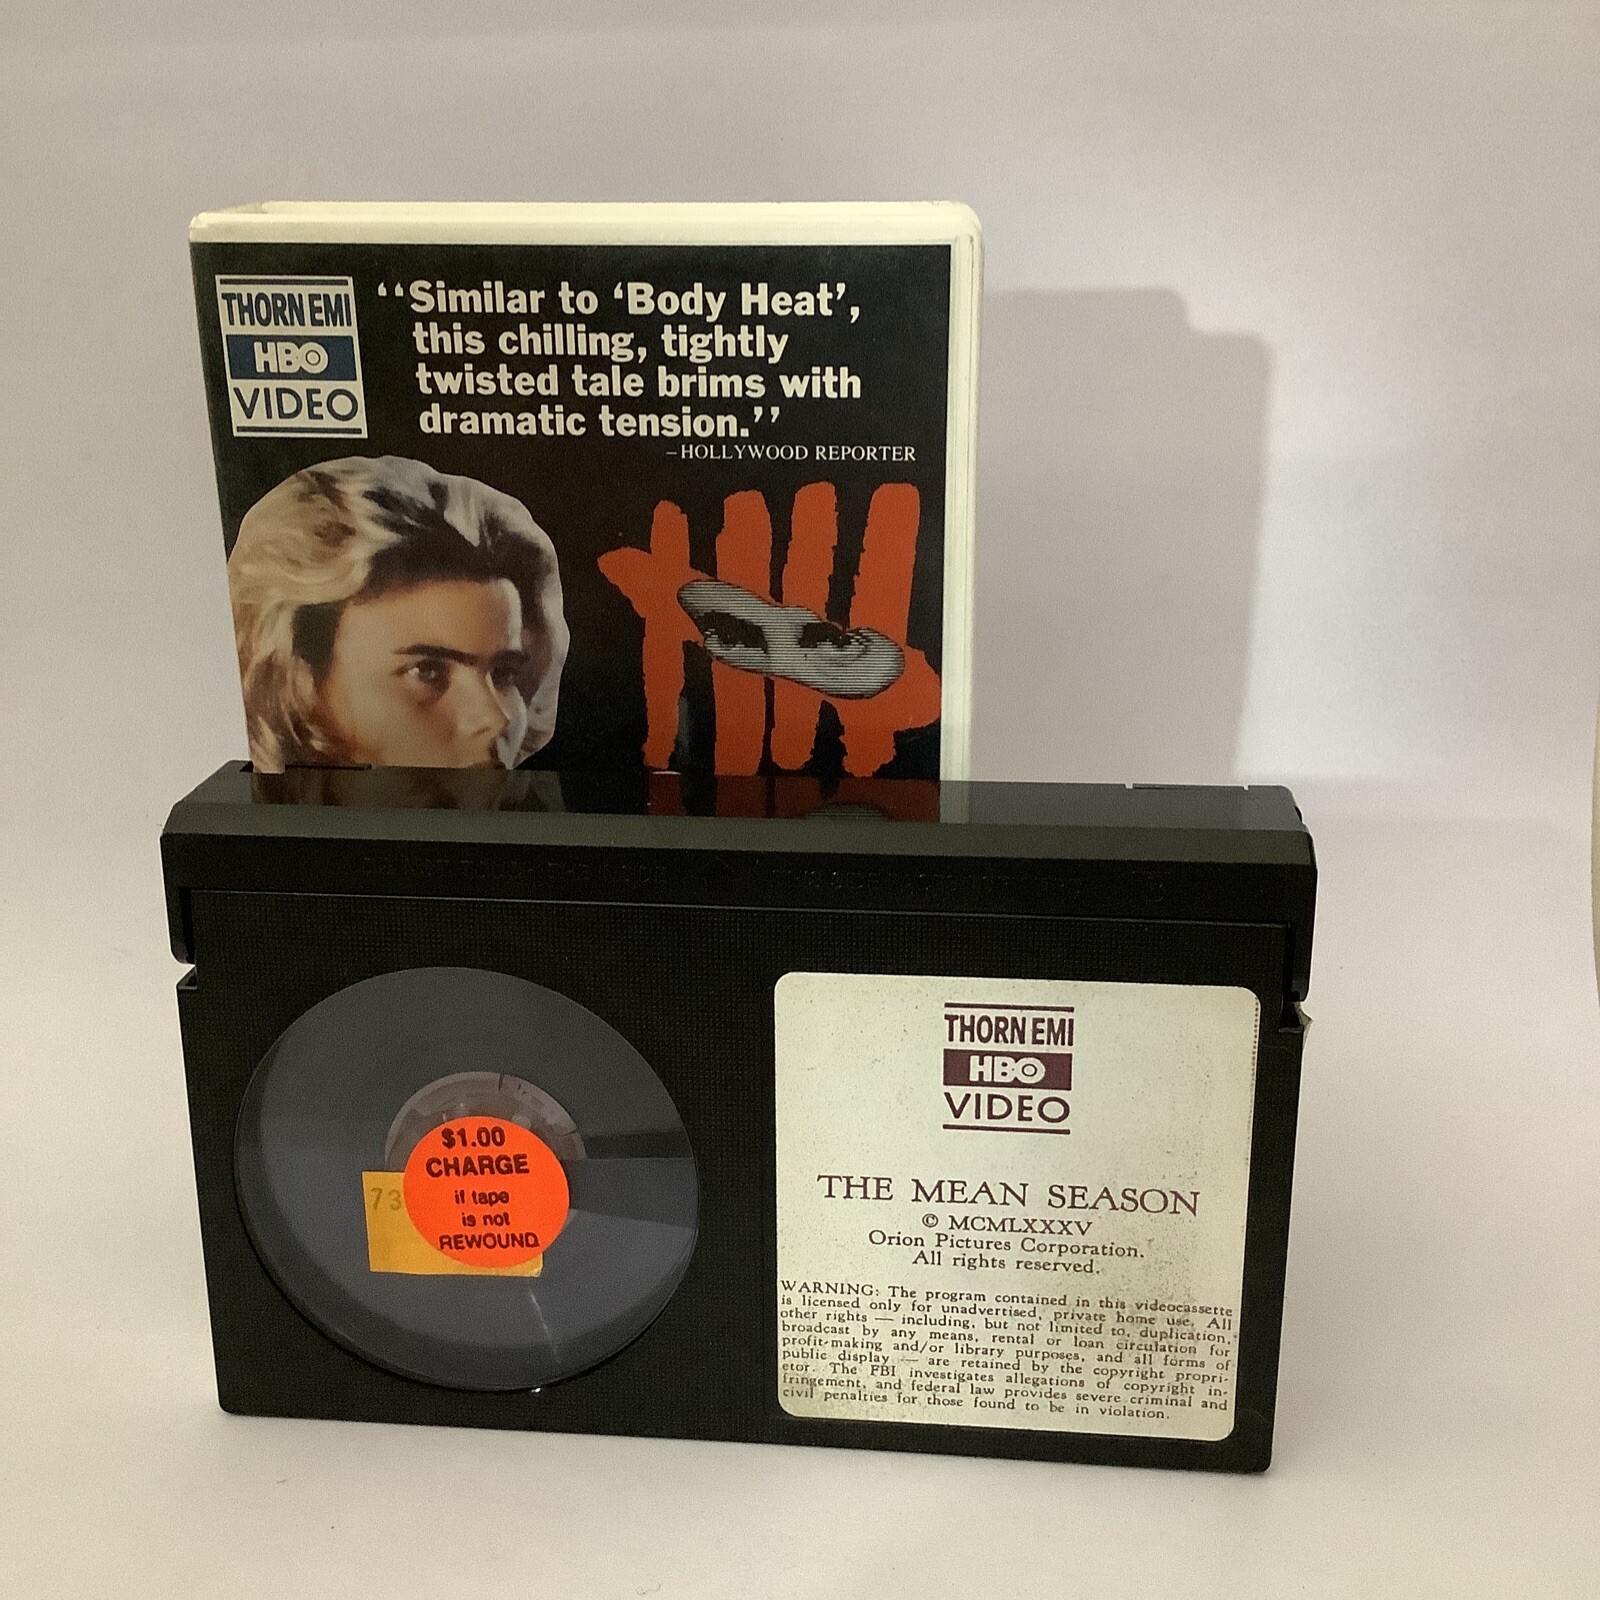 THORN EMI
HBO
VIDEO
“Similar to ‘Body Heat’,
this chilling, tightly
twisted tale brims with
dramatic tension.”
–HOLLYWOOD REPORTER
$1.00
CHARGE
if tape
is not
REWOUND
73
THORN EMI
HBO
VIDEO
THE MEAN SEASON
© MCMLXXXV
Orion Pictures Corporation.
All rights reserved.
WARNING: The program contained in this videocassette
is licensed only for unadvertised, private home use. All
other rights — including, but not limited to, duplication,
broadcast by any means, rental or loan circulation for
profit-making and/or library purposes, and all forms of
public display — are retained by the copyright propri-
etor. The FBI investigates allegations of copyright in-
fringement, and federal law provides severe criminal and
civil penalties for those found to be in violation.